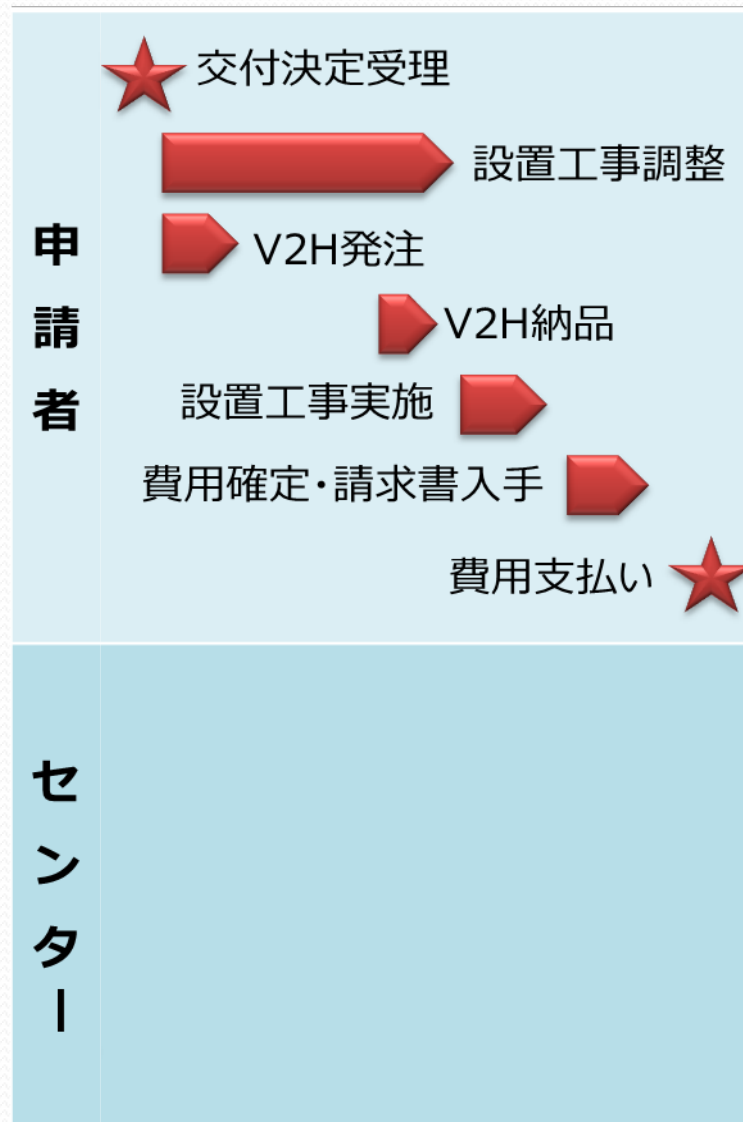 申請者
交付決定受理
設置工事調整
V2H発注
V2H納品
設置工事実施
費用確定・請求書入手
費用支払い
センター